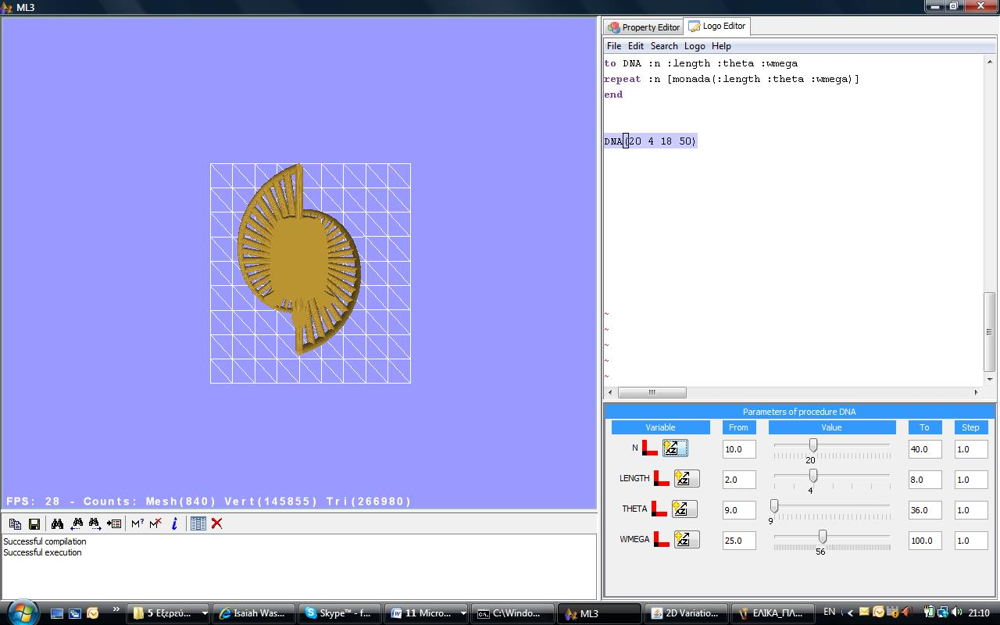 ML3
Property Editor
Logo Editor
File Edit Search Logo Help
to DNA :n :length :theta :wmega
repeat :n [monada(:length :theta :wmega)]
end
DNA(20 4 18 50)
~
~
~
~
~
FPS: 28 - Counts: Mesh(840) Vert(145855) Tri(266980)
M? 
Successful compilation
Successful execution
Parameters of procedure DNA
Variable From Value To Step
N 10.0 20 40.0 1.0
LENGTH 2.0 4 8.0 1.0
THETA 9.0 9 36.0 1.0
WMEGA 25.0 56 100.0 1.0
5 Εξερεύ... Isaiah Was... Skype™ - f... 11 Micro... C:\Windo... ML3 2D Variatio... ΕΛΙΚΑ_ΠΛ... EN 21:10